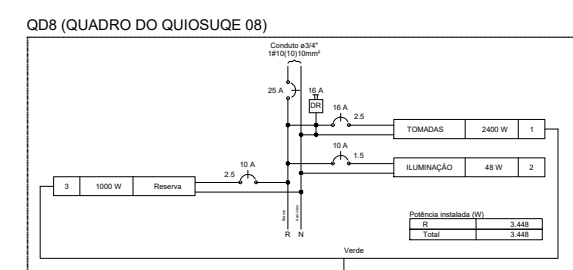 QD8 (QUADRO DO QUIOSUQE 08)
Conduto ø3/4"
1#10(10)10mm²
25 A
16 A
DR
16 A
2.5
TOMADAS 2400 W 1
10 A
1.5
ILUMINAÇÃO 48 W 2
10 A
2.5
3 1000 W Reserva
R N
Potência instalada (W)
R 3.448
Total 3.448
Verde